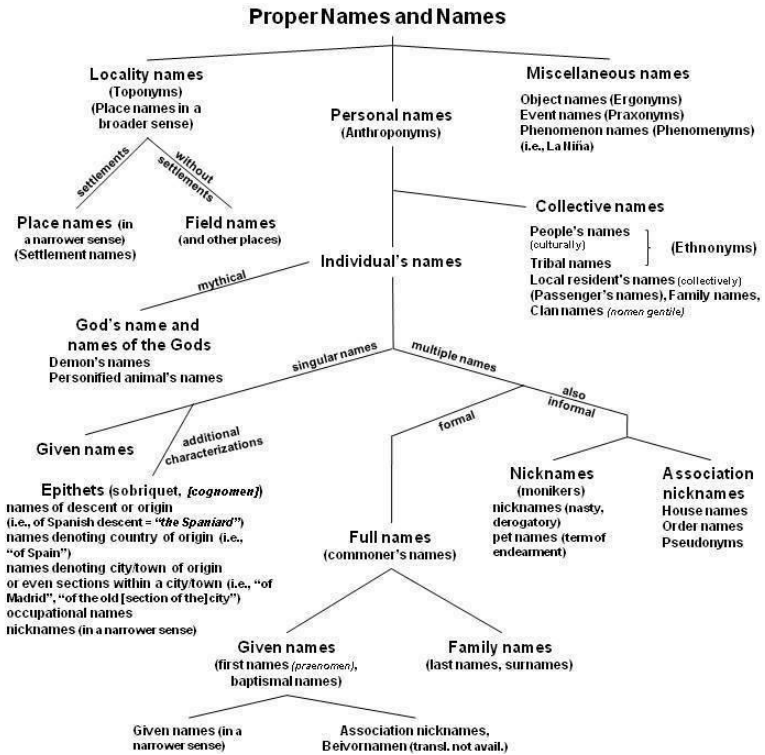 Proper Names and Names
Locality names
(Toponyms)
(Place names in a
broader sense)
Personal names
(Anthroponyms)
Miscellaneous names
Object names (Ergonyms)
Event names (Praxonyms)
Phenomenon names (Phenomenyms)
(i.e., La Niña)
settlements
without
settlements
Place names (in
a narrower sense)
(Settlement names)
Field names
(and other places)
Collective names
People's names
(culturally)
Tribal names
(Ethnonyms)
Local resident's names (collectively)
(Passenger's names), Family names,
Clan names (nomen gentile)
Individual's names
mythical
God's name and
names of the Gods
Demon's names
Personified animal's names
singular names
multiple names
Given names
additional
characterizations
formal
also
informal
Epithets (sobriquet, [cognomen])
names of descent or origin
(i.e., of Spanish descent = "the Spaniard")
names denoting country of origin (i.e.,
"of Spain")
names denoting city/town of origin
or even sections within a city/town (i.e., "of
Madrid", "of the old [section of the] city")
occupational names
nicknames (in a narrower sense)
Nicknames
(monikers)
nicknames (nasty,
derogatory)
pet names (term of
endearment)
Association
nicknames
House names
Order names
Pseudonyms
Full names
(commoner's names)
Given names
(first names (prænomen),
baptismal names)
Family names
(last names, surnames)
Given names (in a
narrower sense)
Association nicknames,
Beivornamen (transl. not avail.)